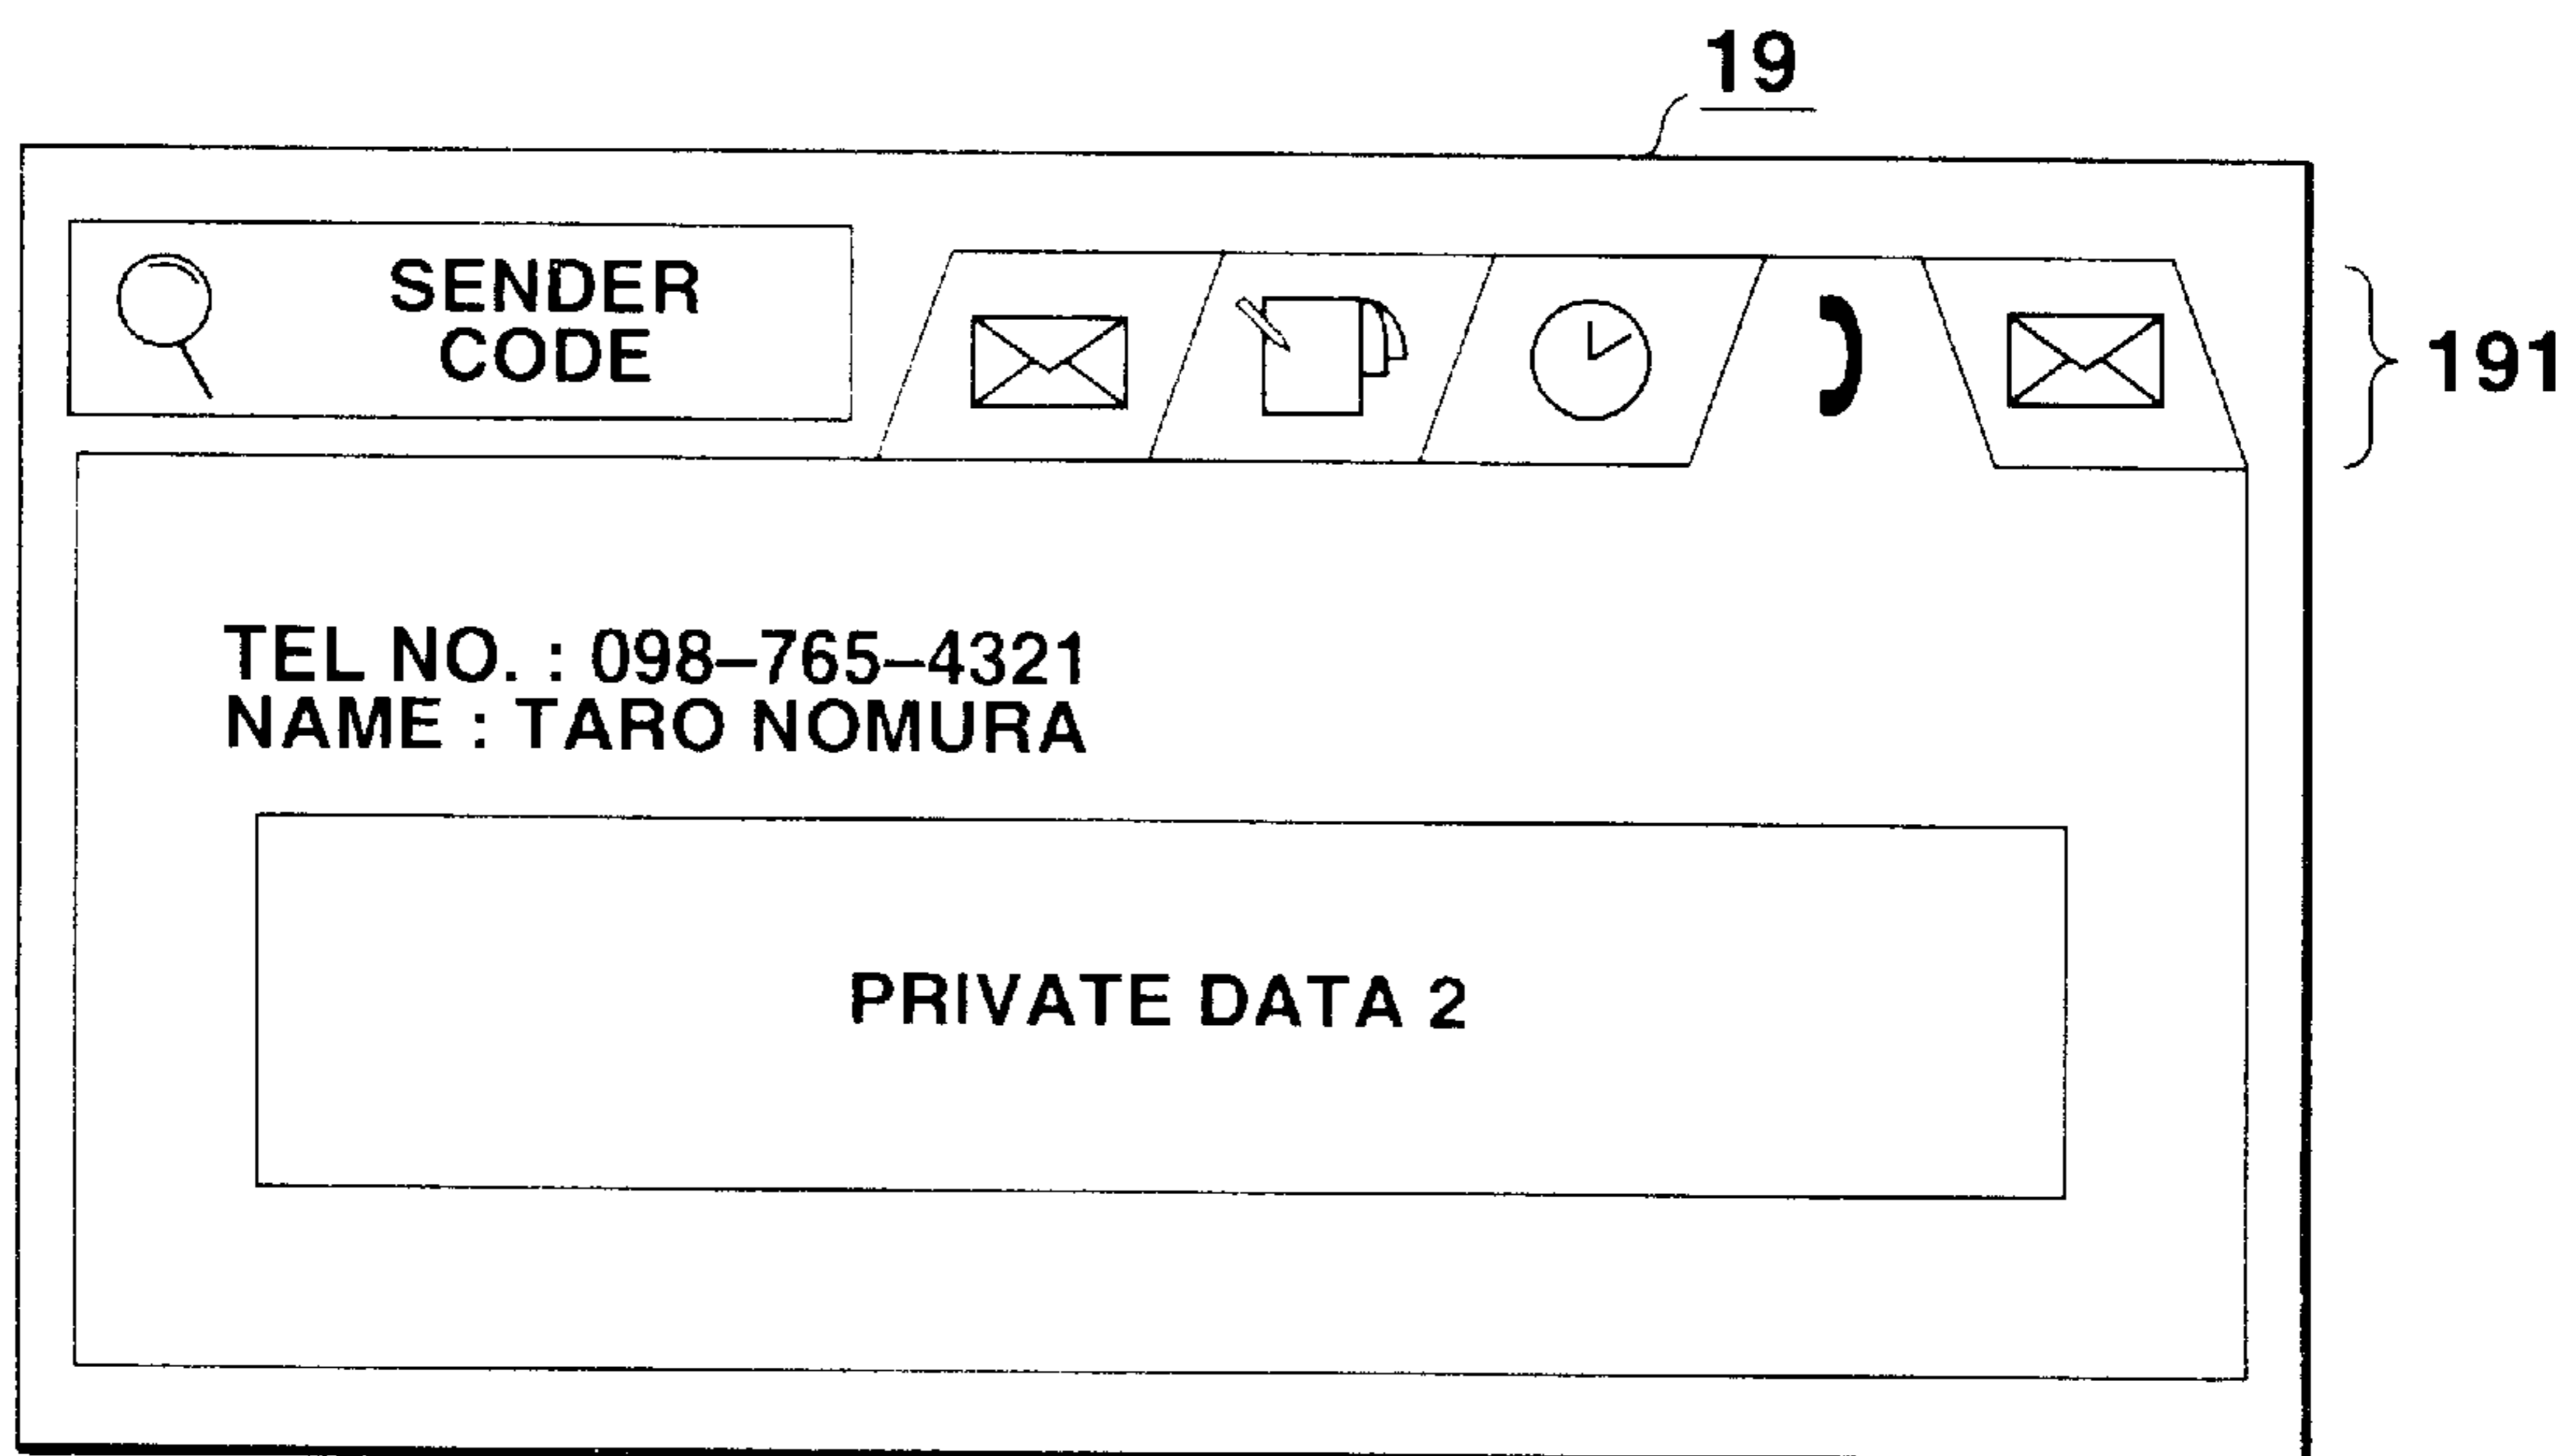 19
SENDER
CODE
191
TEL NO. : 098–765–4321
NAME : TARO NOMURA
PRIVATE DATA 2